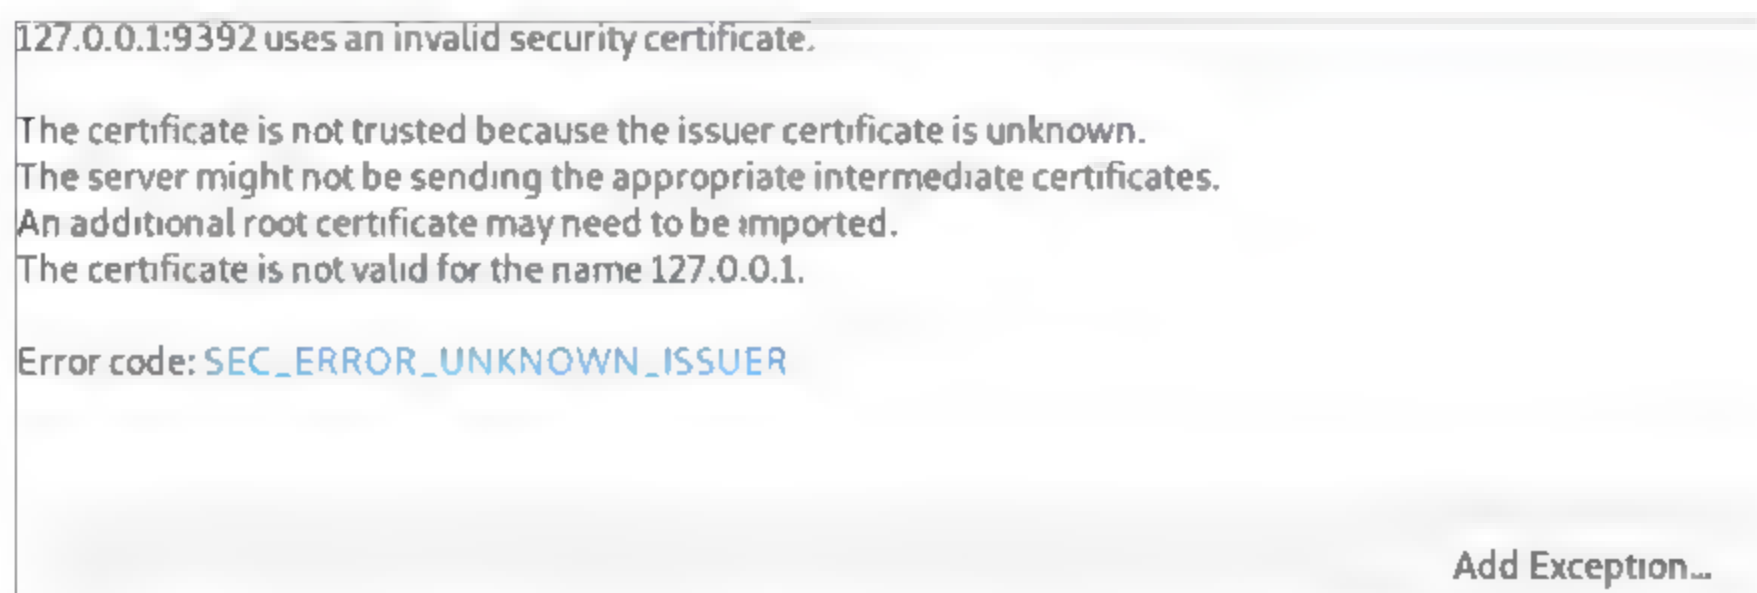 127.0.0.1:9392 uses an invalid security certificate.
The certificate is not trusted because the issuer certificate is unknown.
The server might not be sending the appropriate intermediate certificates.
An additional root certificate may need to be imported.
The certificate is not valid for the name 127.0.0.1.
Error code: SEC_ERROR_UNKNOWN_ISSUER
Add Exception...